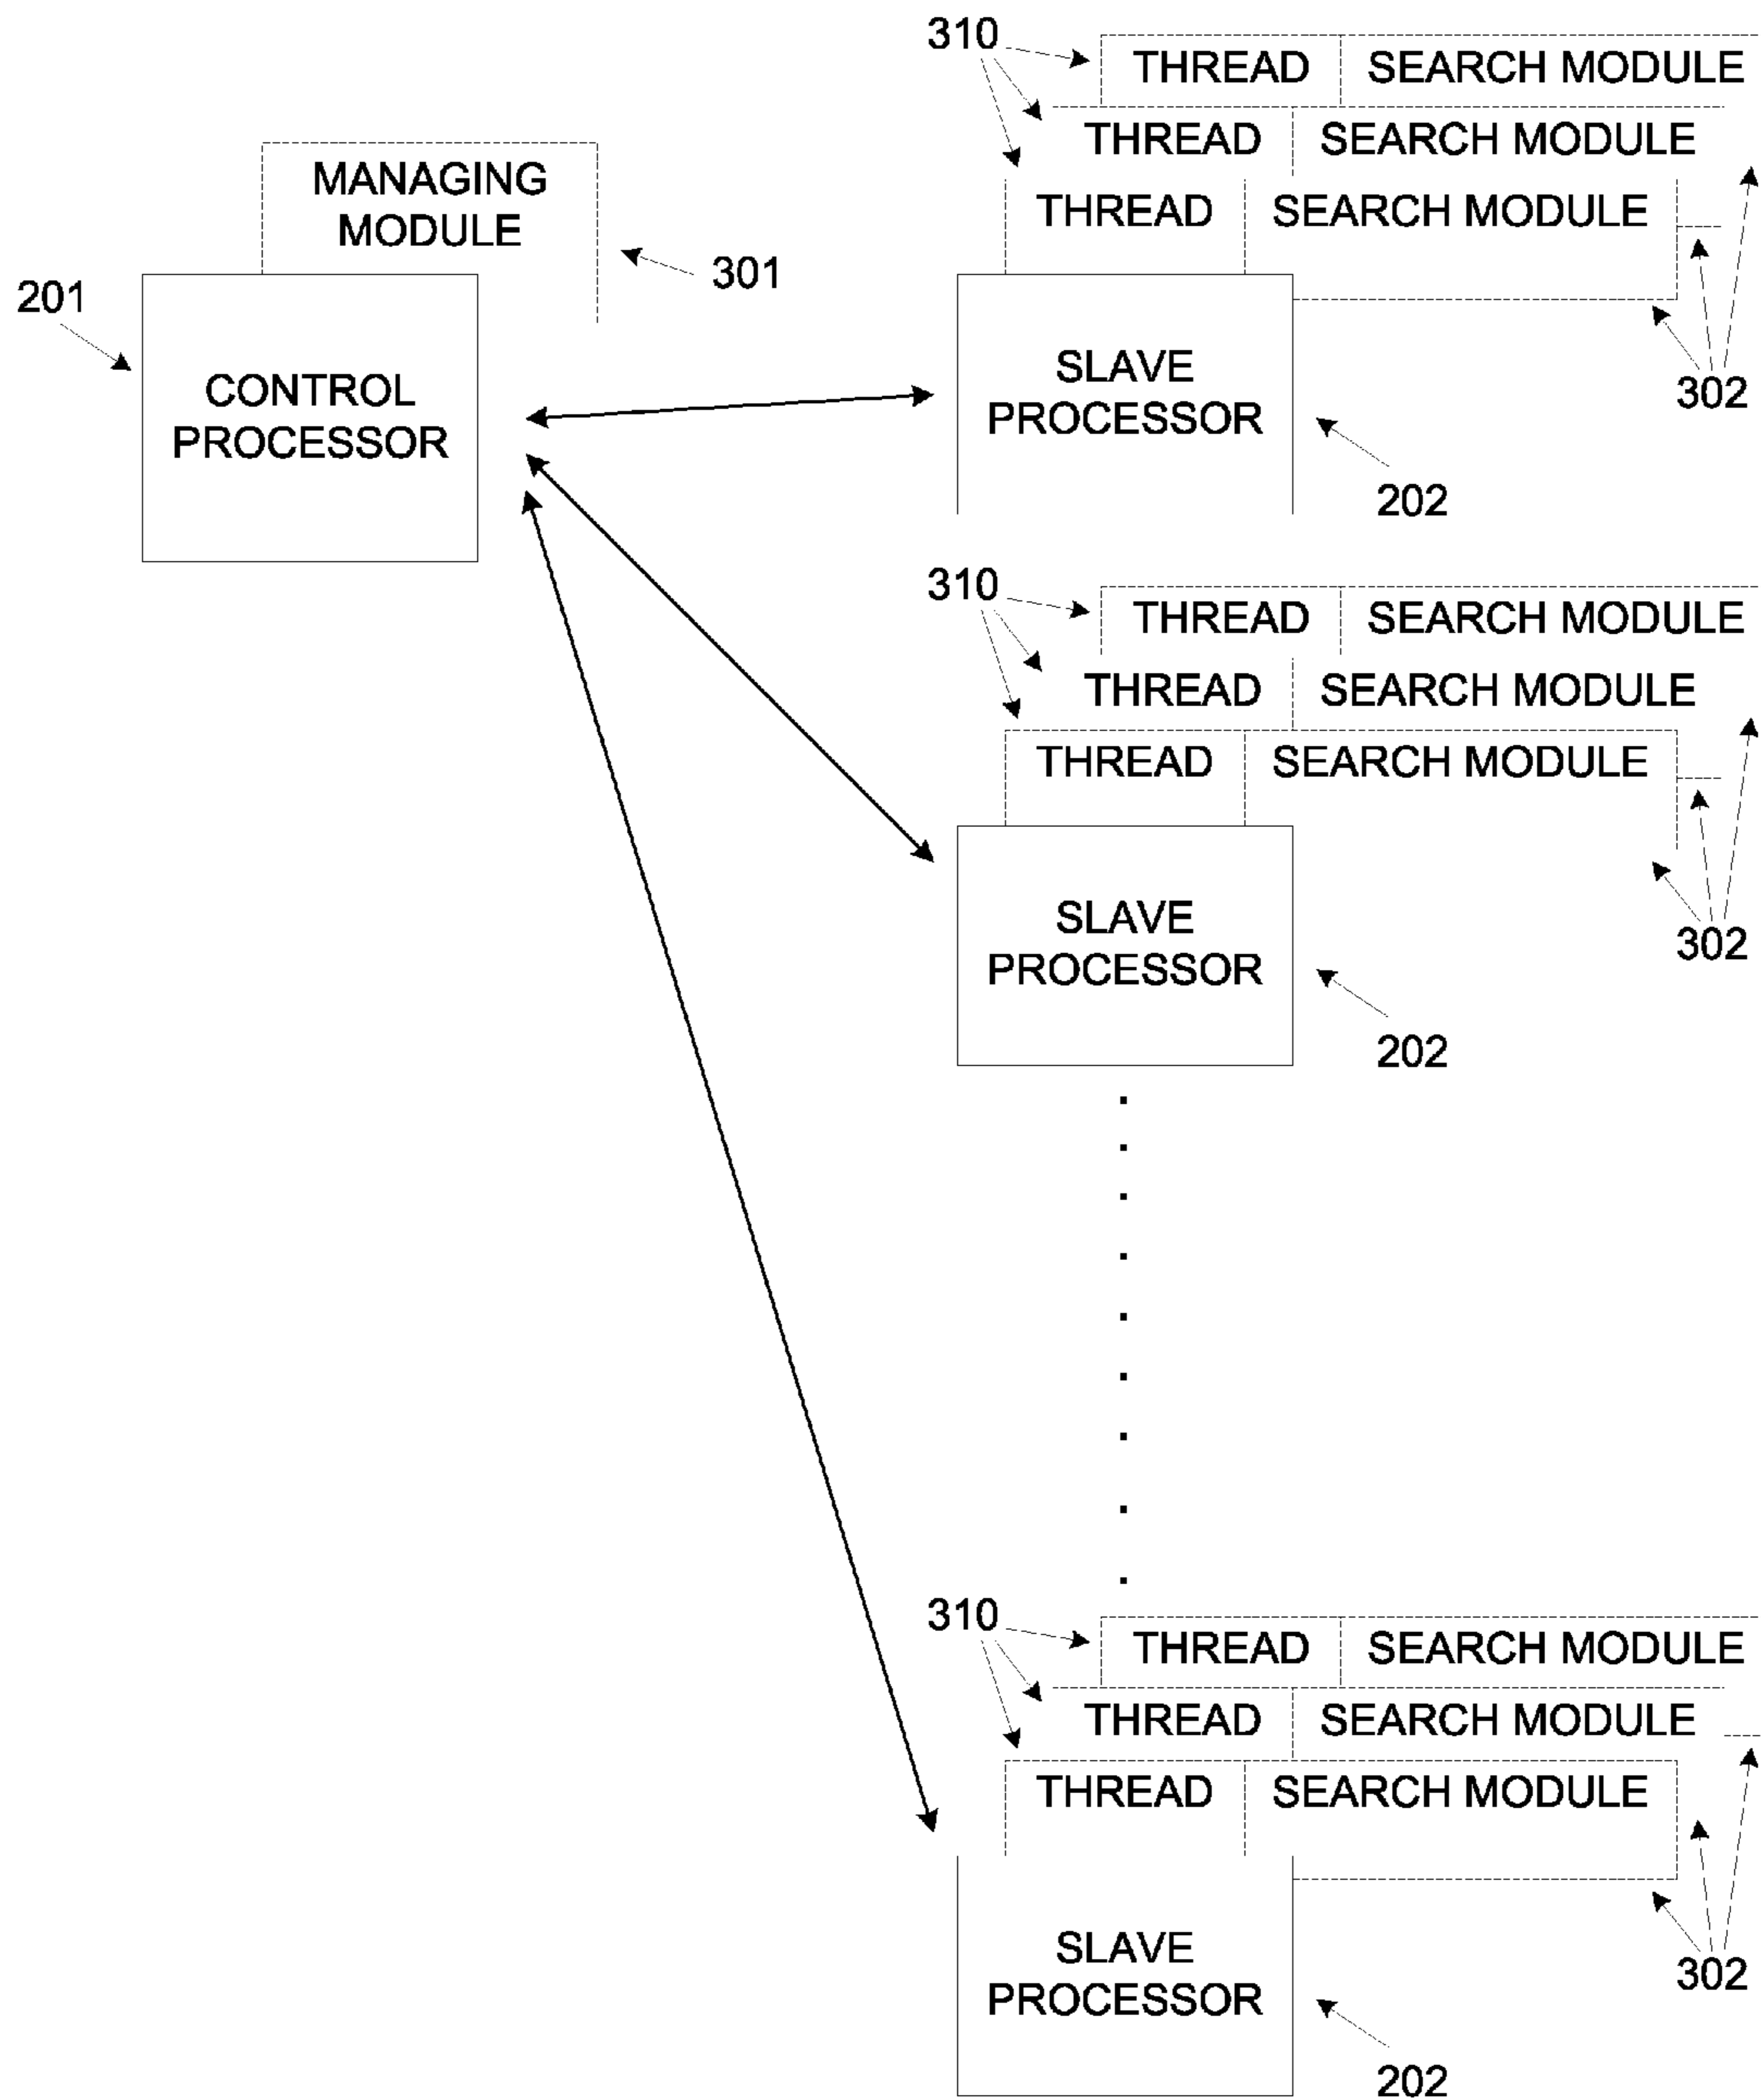 310
THREAD SEARCH MODULE
THREAD SEARCH MODULE
THREAD SEARCH MODULE
MANAGING
MODULE
301
201
CONTROL
PROCESSOR
SLAVE
PROCESSOR
302
202
310
THREAD SEARCH MODULE
THREAD SEARCH MODULE
THREAD SEARCH MODULE
SLAVE
PROCESSOR
302
202
310
THREAD SEARCH MODULE
THREAD SEARCH MODULE
THREAD SEARCH MODULE
SLAVE
PROCESSOR
302
202